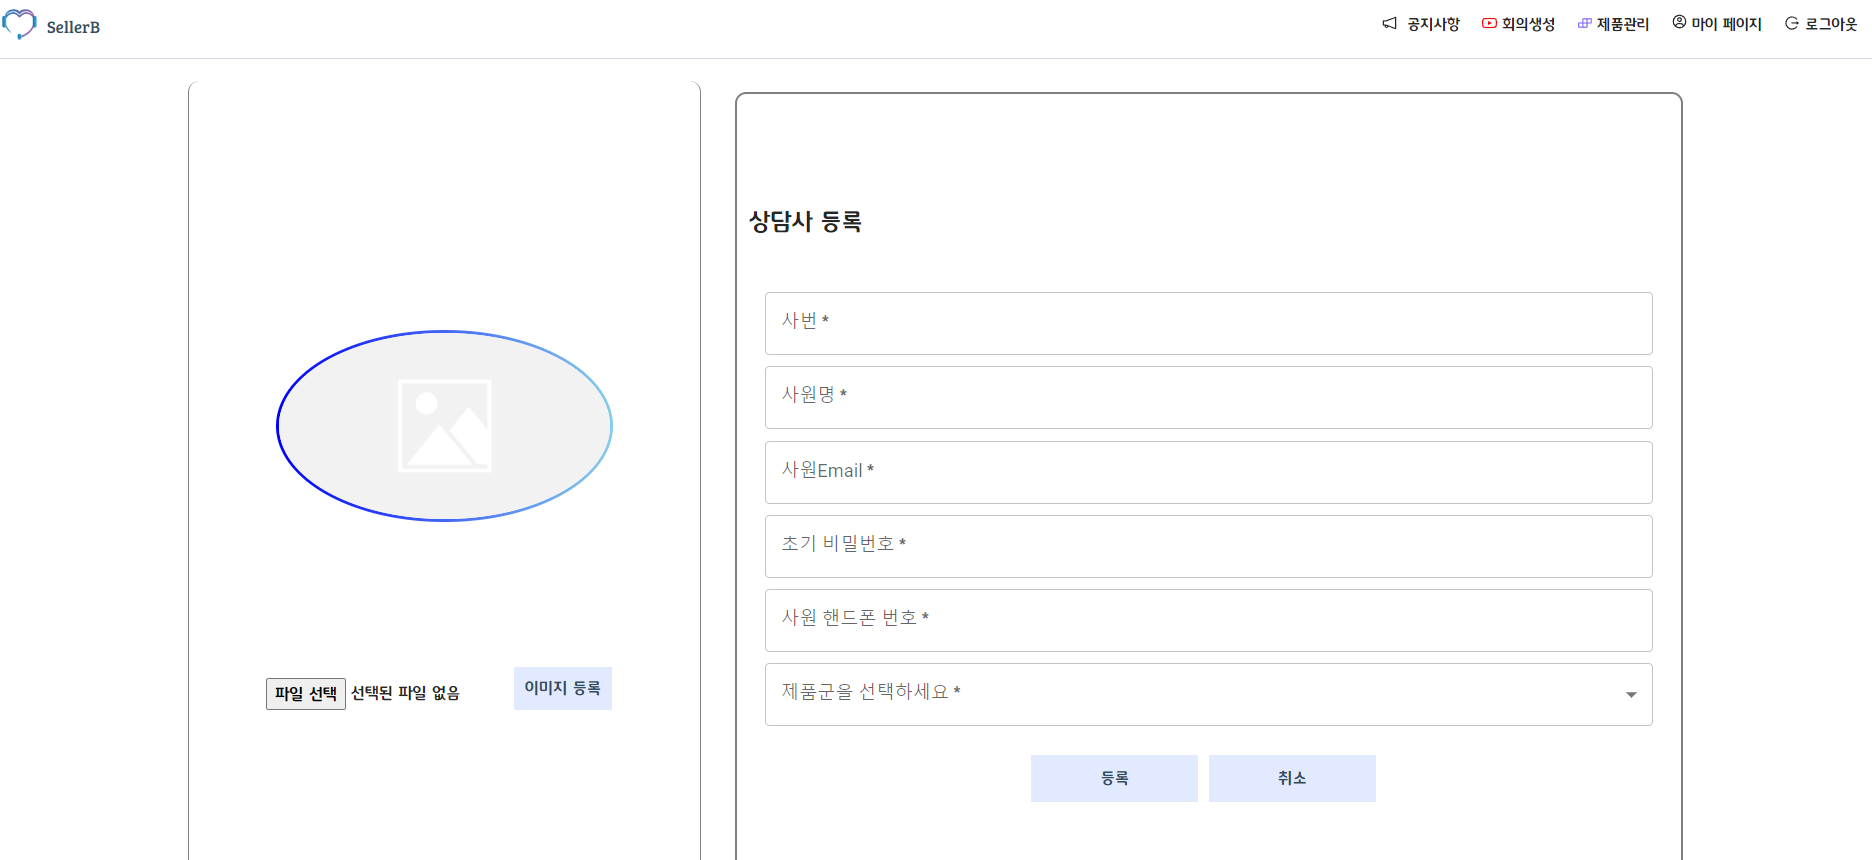 SellerB
공지사항 회의생성 제품관리 마이 페이지 로그아웃
상담사 등록
사번 *
사원명 *
사원Email *
초기 비밀번호 *
사원 핸드폰 번호 *
제품군을 선택하세요 *
파일 선택 선택된 파일 없음 이미지 등록
등록 취소